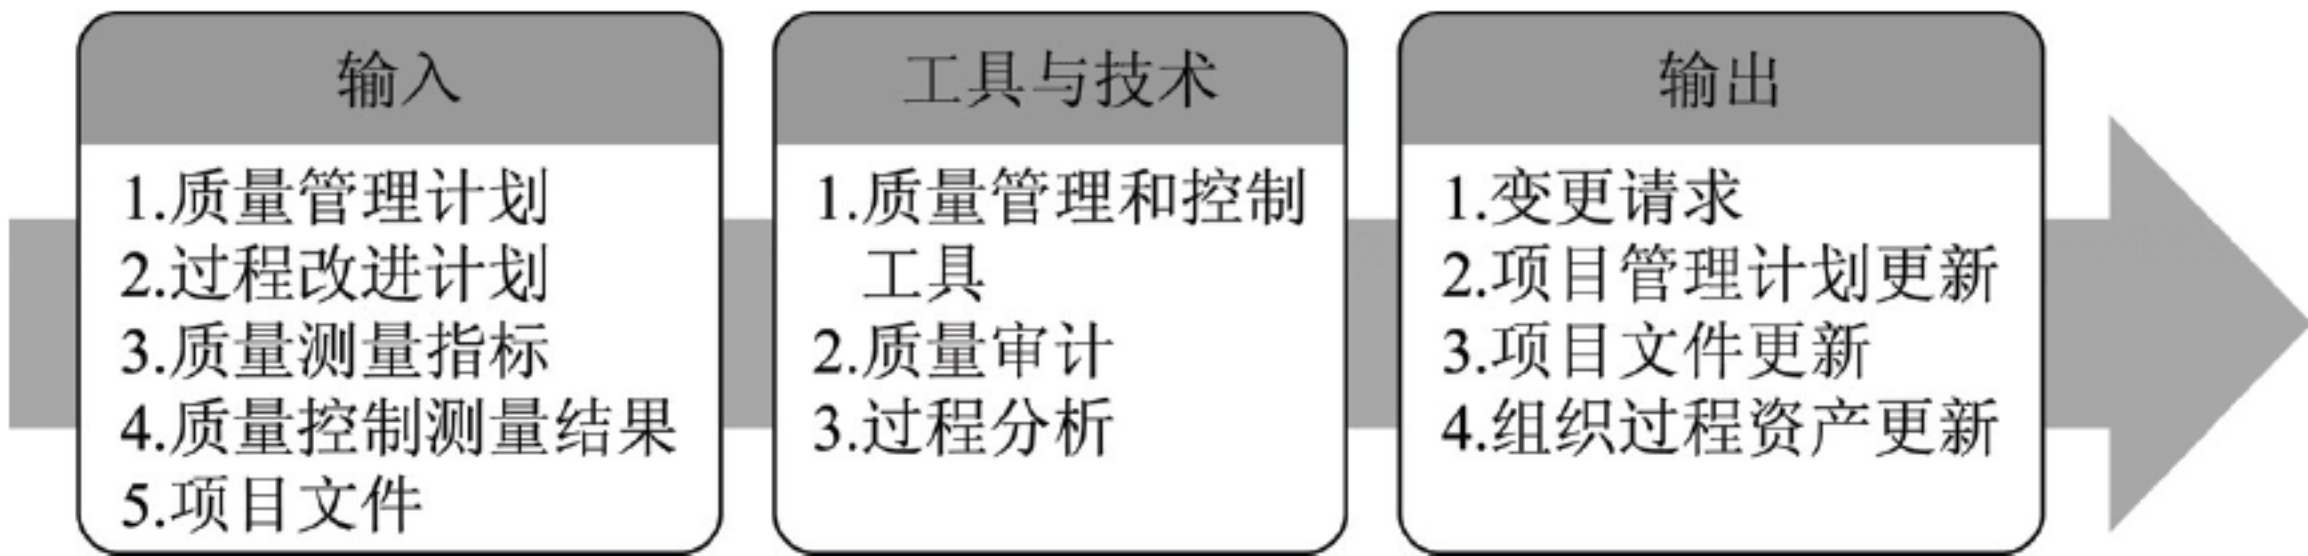 输入
1.质量管理计划
2.过程改进计划
3.质量测量指标
4.质量控制测量结果
5.项目文件
工具与技术
1.质量管理和控制
工具
2.质量审计
3.过程分析
输出
1.变更请求
2.项目管理计划更新
3.项目文件更新
4.组织过程资产更新